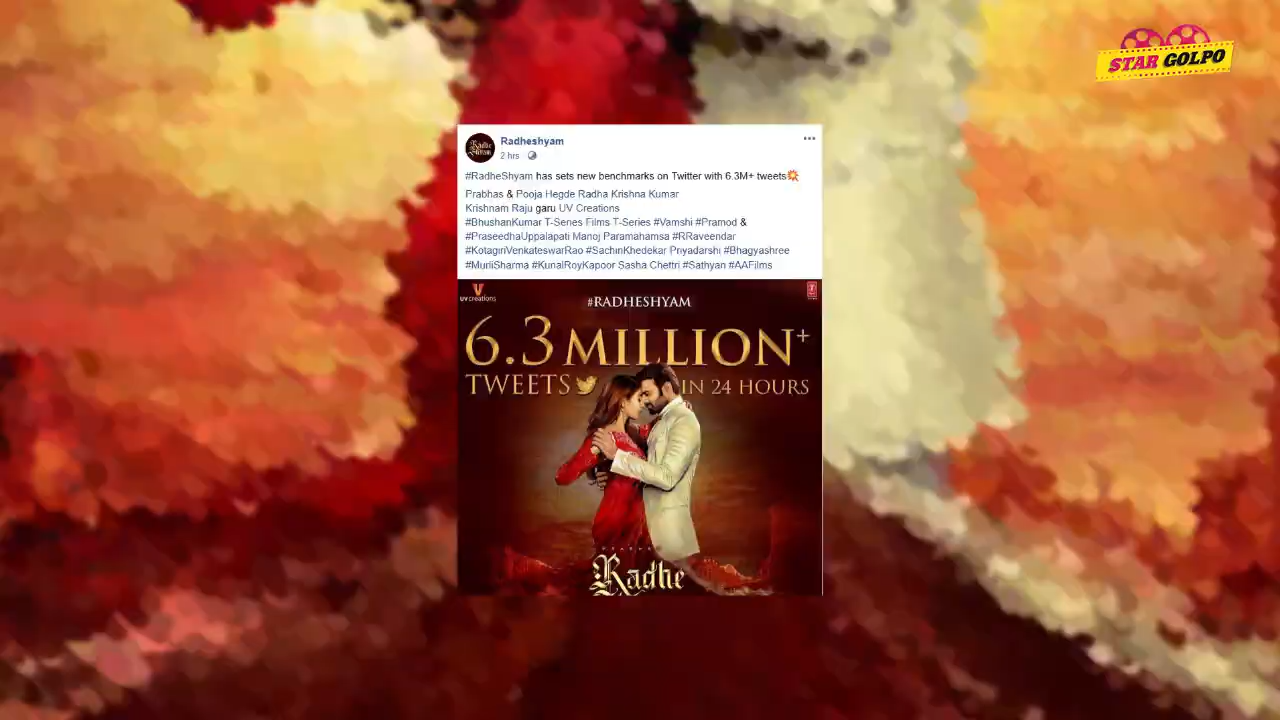 STAR GOLPO
Radheshyam
2 hrs
#RadheShyam has sets new benchmarks on Twitter with 6.3M+ tweets💥
Prabhas & Pooja Hegde Radha Krishna Kumar
Krishnam Raju garu UV Creations
#BhushanKumar T-Series Films T-Series #Vamshi #Pramod &
#PraseedhaUppalapati Manoj Paramahamsa #RRaveendar
#KotagiriVenkateswarRao #SachinKhedekar Priyadarshi #Bhagyashree
#MurliSharma #KunalRoyKapoor Sasha Chettri #Sathyan #AAFilms
UV creations
#RADHESHYAM
6.3 MILLION+
TWEETS IN 24 HOURS
Radhe